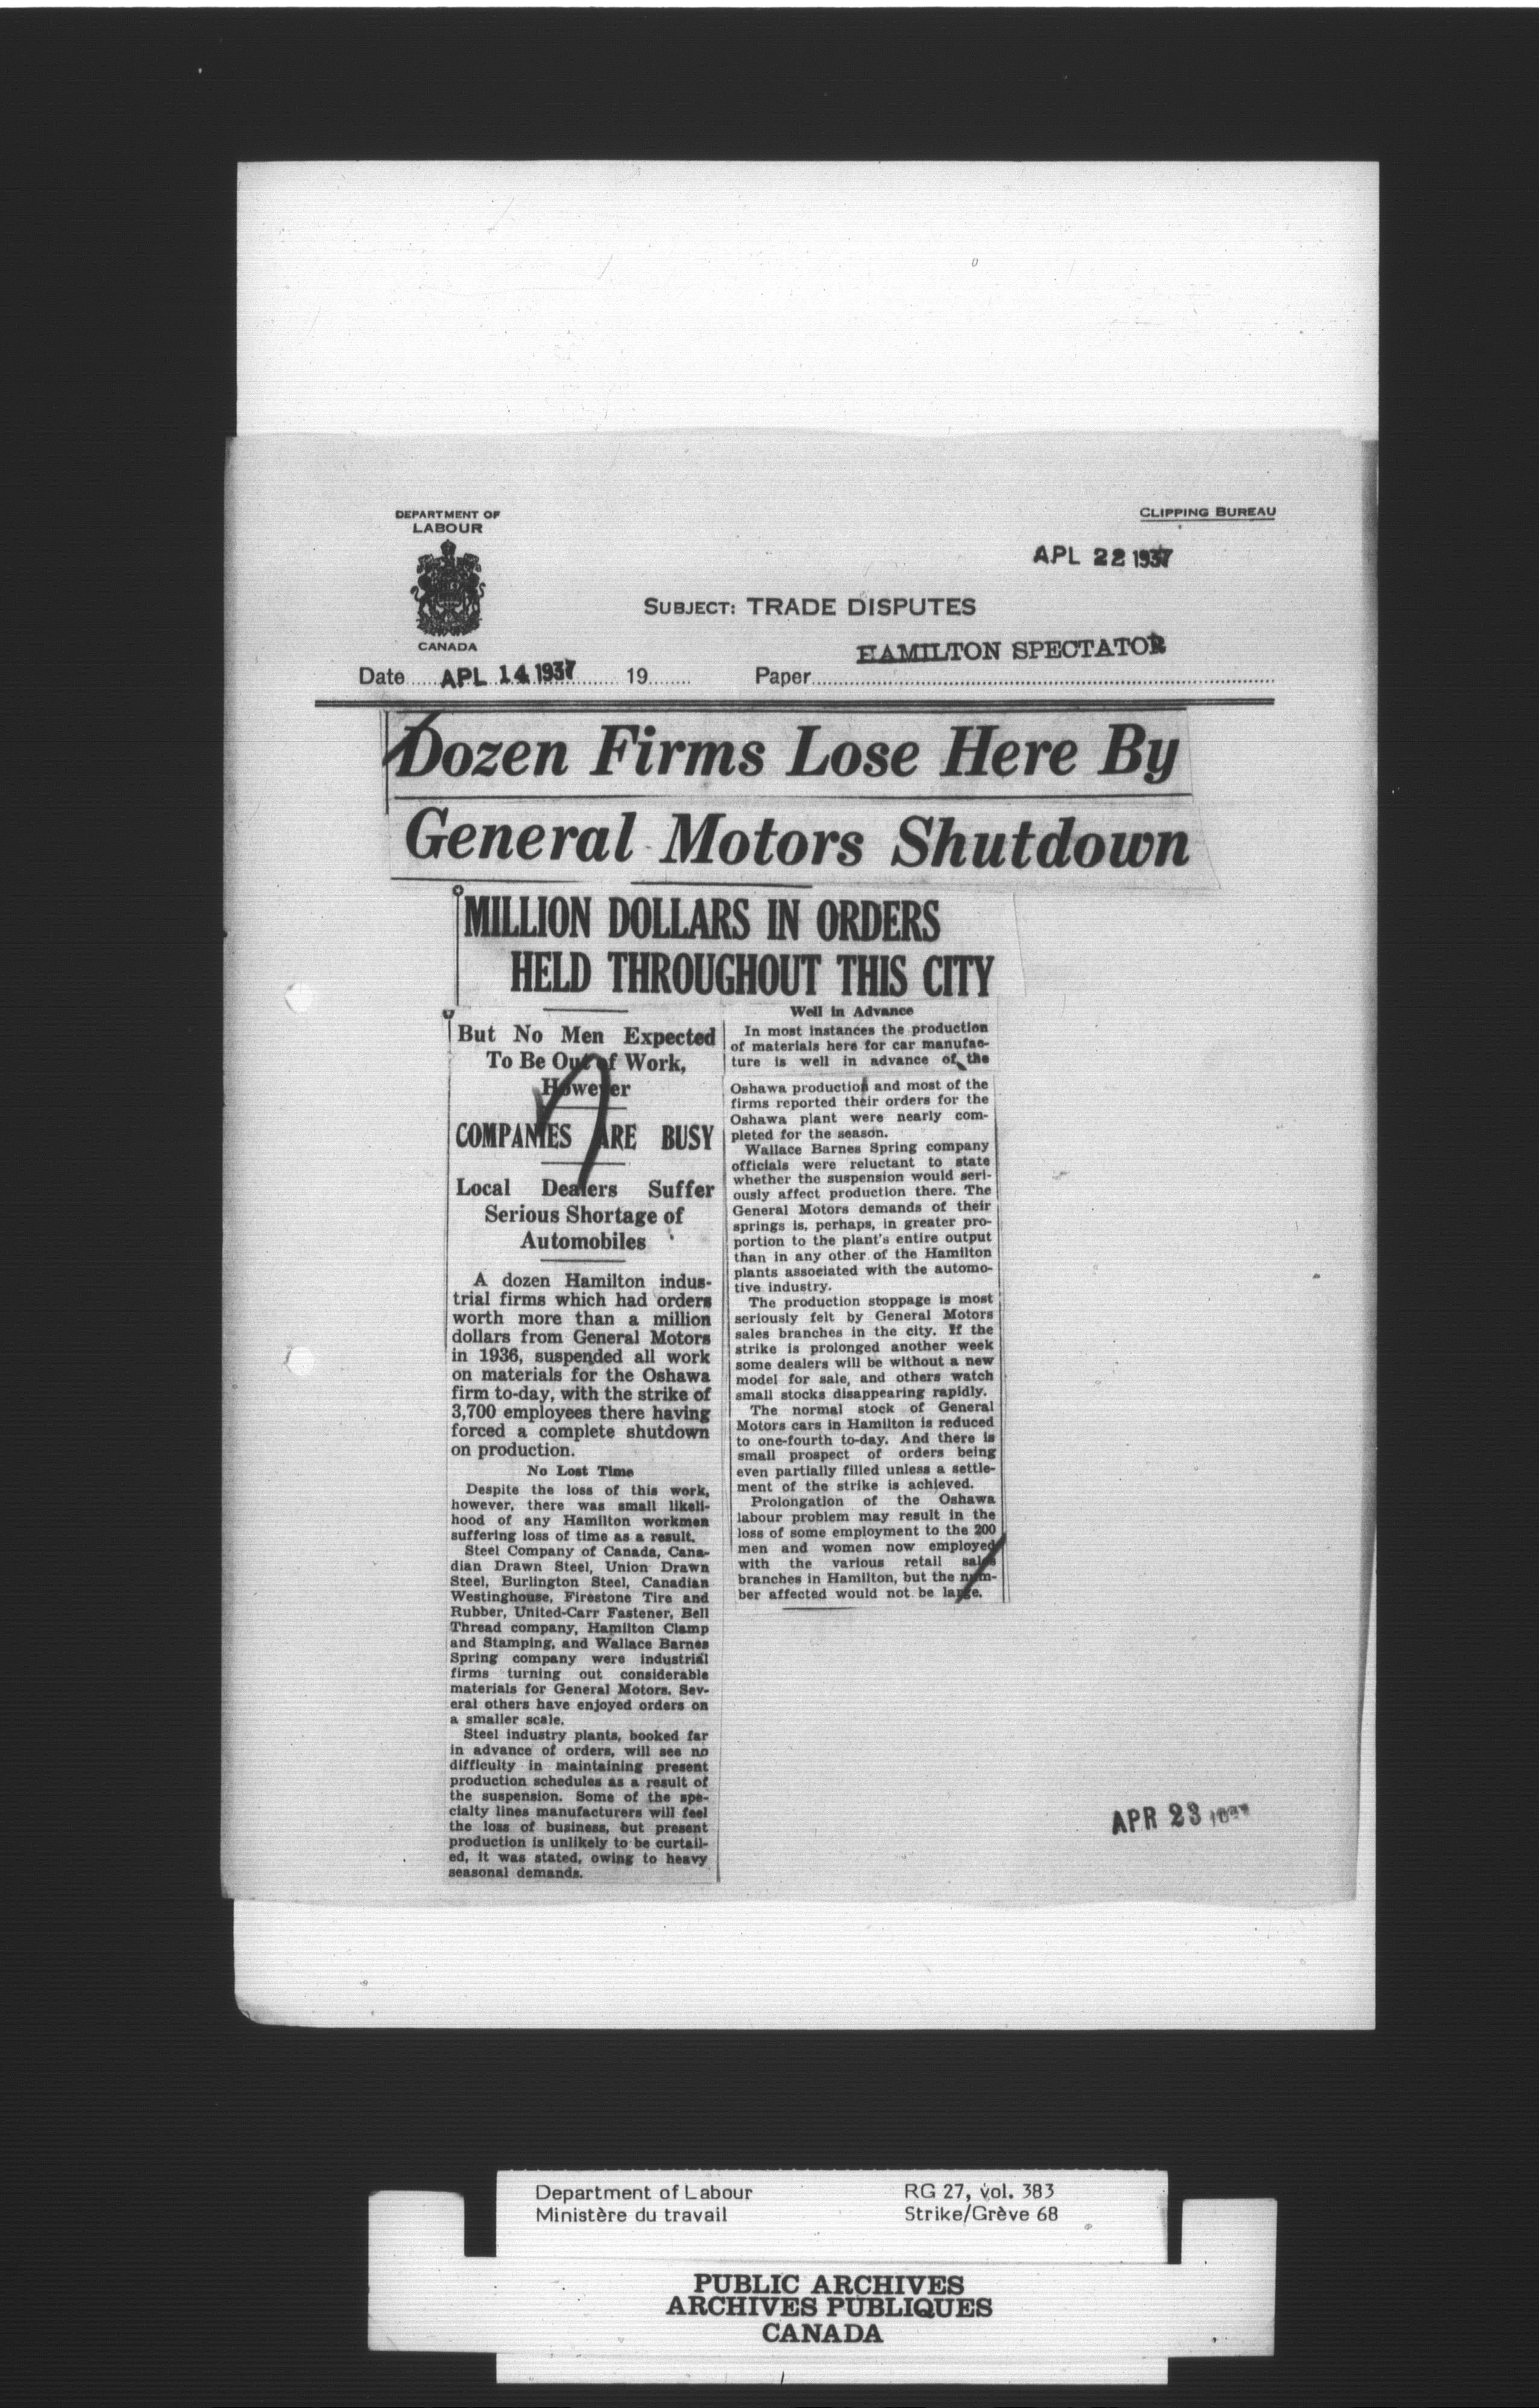 DEPARTMENT OF
LABOUR
CANADA
CLIPPING BUREAU
APL 22 1937
SUBJECT: TRADE DISPUTES
HAMILTON SPECTATOR
Date APL 14 1937 19 Paper
Dozen Firms Lose Here By
General Motors Shutdown
MILLION DOLLARS IN ORDERS
HELD THROUGHOUT THIS CITY
But No Men Expected
To Be Out of Work,
However
COMPANIES ARE BUSY
Local Dealers Suffer
Serious Shortage of
Automobiles
A dozen Hamilton indus-
trial firms which had orders
worth more than a million
dollars from General Motors
in 1936, suspended all work
on materials for the Oshawa
firm to-day, with the strike of
3,700 employees there having
forced a complete shutdown
on production.
No Lost Time
Despite the loss of this work,
however, there was small likeli-
hood of any Hamilton workmen
suffering loss of time as a result.
Steel Company of Canada, Cana-
dian Drawn Steel, Union Drawn
Steel, Burlington Steel, Canadian
Westinghouse, Firestone Tire and
Rubber, United-Carr Fastener, Bell
Thread company, Hamilton Clamp
and Stamping, and Wallace Barnes
Spring company were industrial
firms turning out considerable
materials for General Motors. Sev-
eral others have enjoyed orders on
a smaller scale.
Steel industry plants, booked far
in advance of orders, will see no
difficulty in maintaining present
production schedules as a result of
the suspension. Some of the spe-
cialty lines manufacturers will feel
the loss of business, but present
production is unlikely to be curtail-
ed, it was stated, owing to heavy
seasonal demands.
Well in Advance
In most instances the production
of materials here for car manufac-
ture is well in advance of the
Oshawa production and most of the
firms reported their orders for the
Oshawa plant were nearly com-
pleted for the season.
Wallace Barnes Spring company
officials were reluctant to state
whether the suspension would seri-
ously affect production there. The
General Motors demands of their
springs is, perhaps, in greater pro-
portion to the plant's entire output
than in any other of the Hamilton
plants associated with the automo-
tive industry.
The production stoppage is most
seriously felt by General Motors
sales branches in the city. If the
strike is prolonged another week
some dealers will be without a new
model for sale, and others watch
small stocks disappearing rapidly.
The normal stock of General
Motors cars in Hamilton is reduced
to one-fourth to-day. And there is
small prospect of orders being
even partially filled unless a settle-
ment of the strike is achieved.
Prolongation of the Oshawa
labour problem may result in the
loss of some employment to the 200
men and women now employed
with the various retail sales
branches in Hamilton, but the num-
ber affected would not be large.
APR 23
Department of Labour
Ministère du travail
RG 27, vol. 383
Strike/Grève 68
PUBLIC ARCHIVES
ARCHIVES PUBLIQUES
CANADA